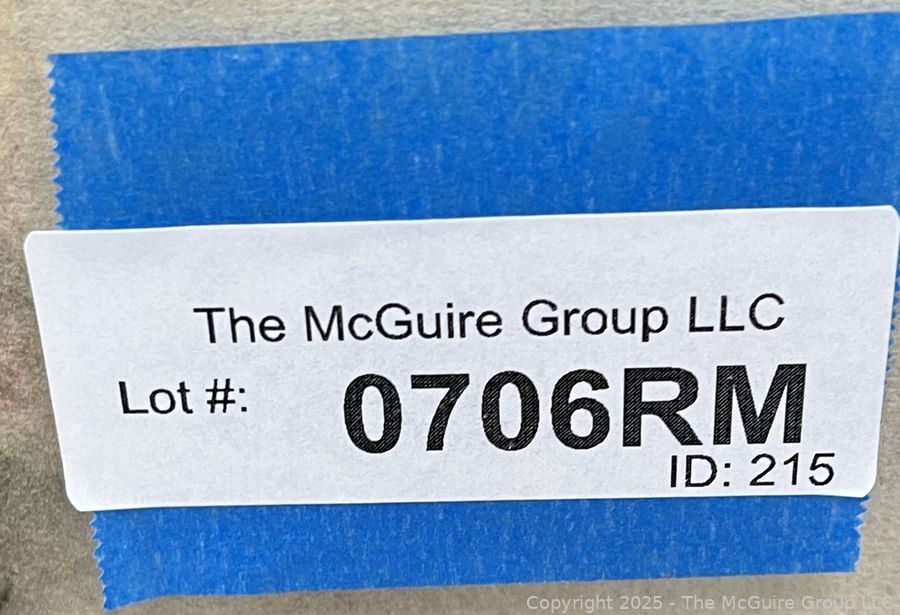 The McGuire Group LLC
Lot #: 0706RM
ID: 215
Copyright 2025 - The McGuire Group LLC